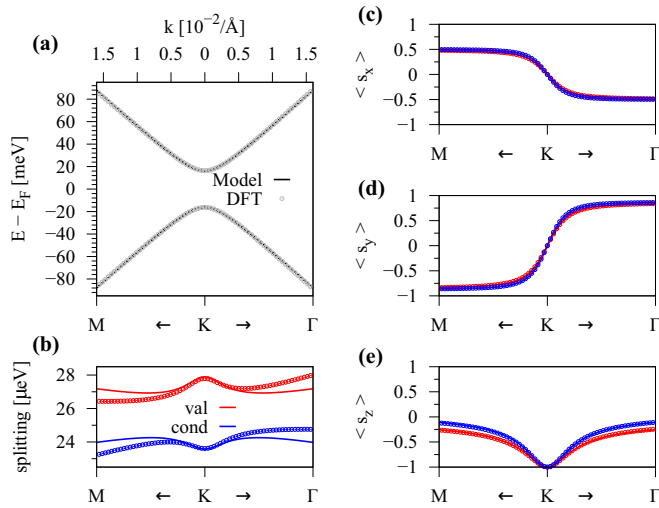 (a)
k [10⁻²/Å]
1.5 1 0.5 0 0.5 1 1.5
E − E_F [meV]
80
60
40
20
0
−20
−40
−60
−80
Model
DFT
M ← K → Γ
(b)
splitting [μeV]
28
26
24
val
cond
M ← K → Γ
(c)
< s_x >
1
0.5
0
−0.5
−1
M ← K → Γ
(d)
< s_y >
1
0.5
0
−0.5
−1
M ← K → Γ
(e)
< s_z >
1
0.5
0
−0.5
−1
M ← K → Γ